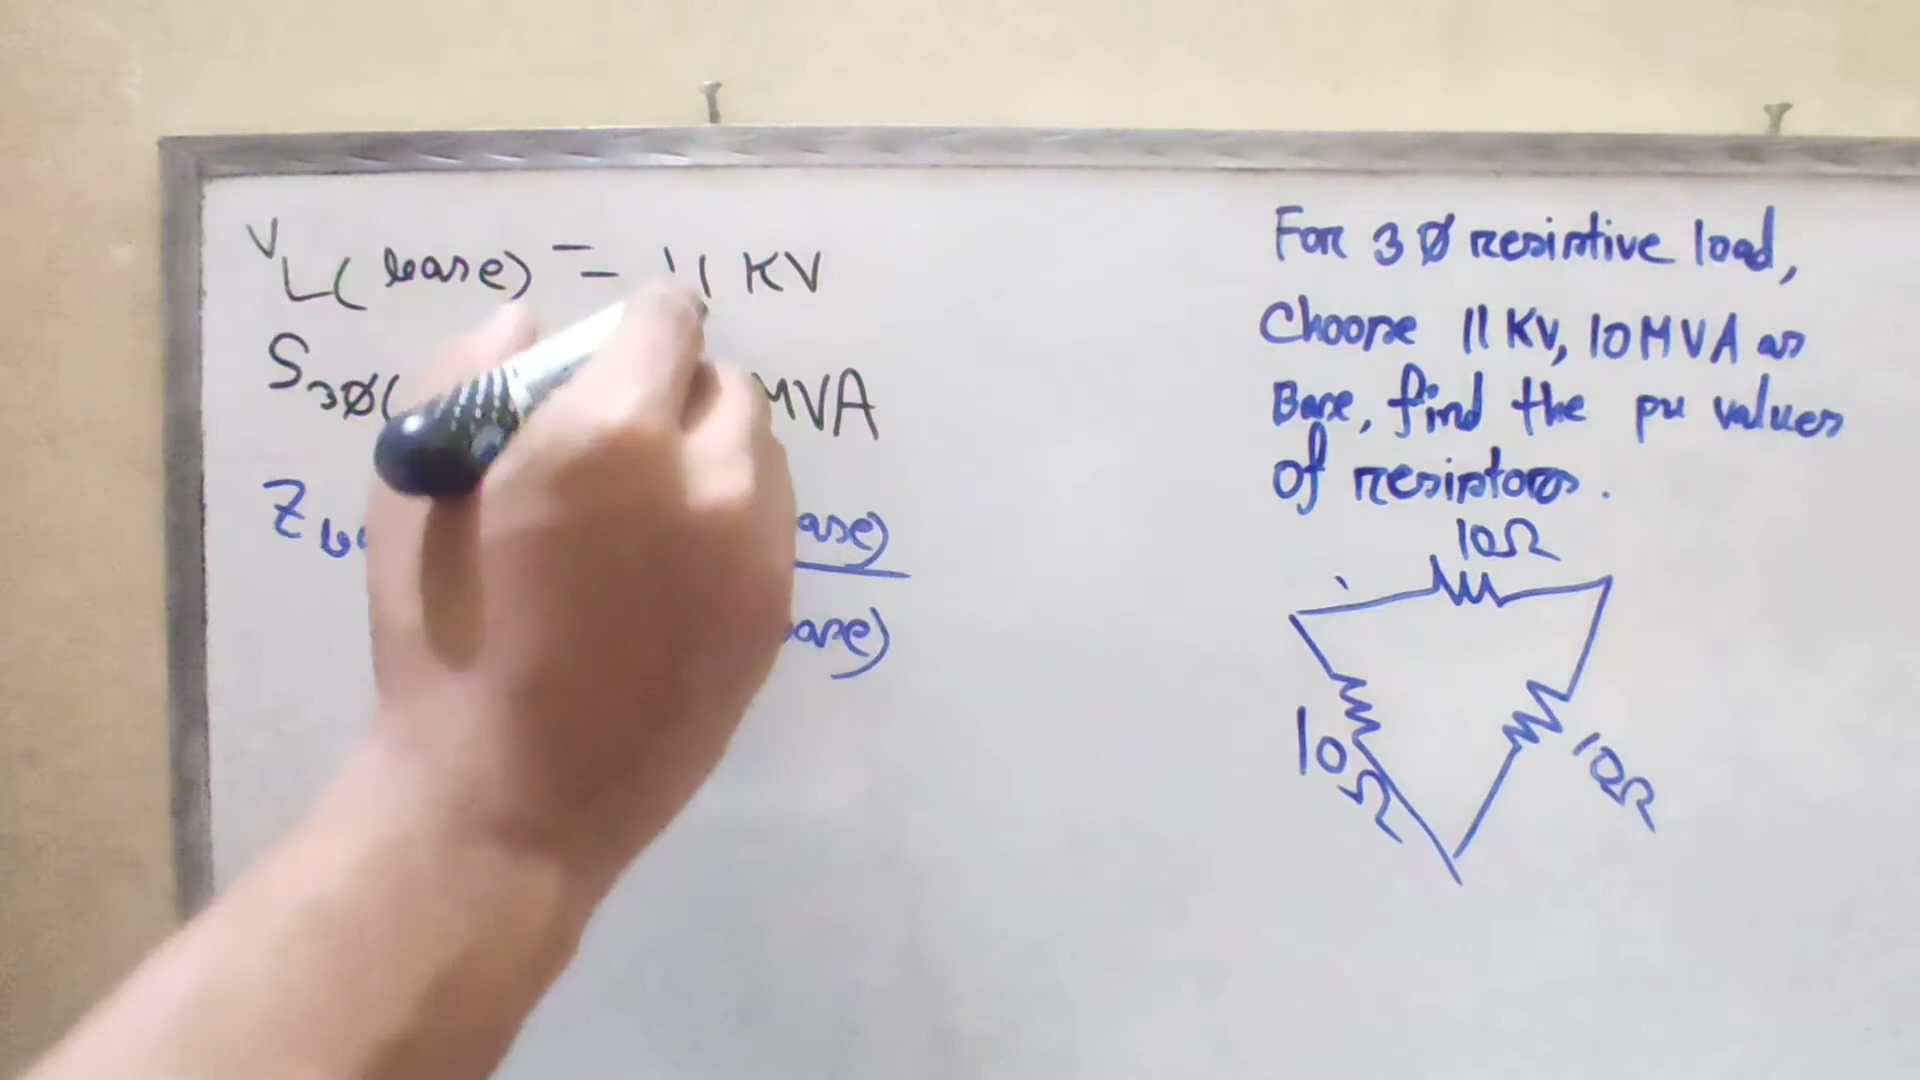 V L(base) = 11 KV
S3Ø( MVA
Z
ase)
ase)
For 3Ø resistive load,
Choose 11 KV, 10 MVA as
Base, find the pu values
of resistors.
10Ω
10Ω
10Ω